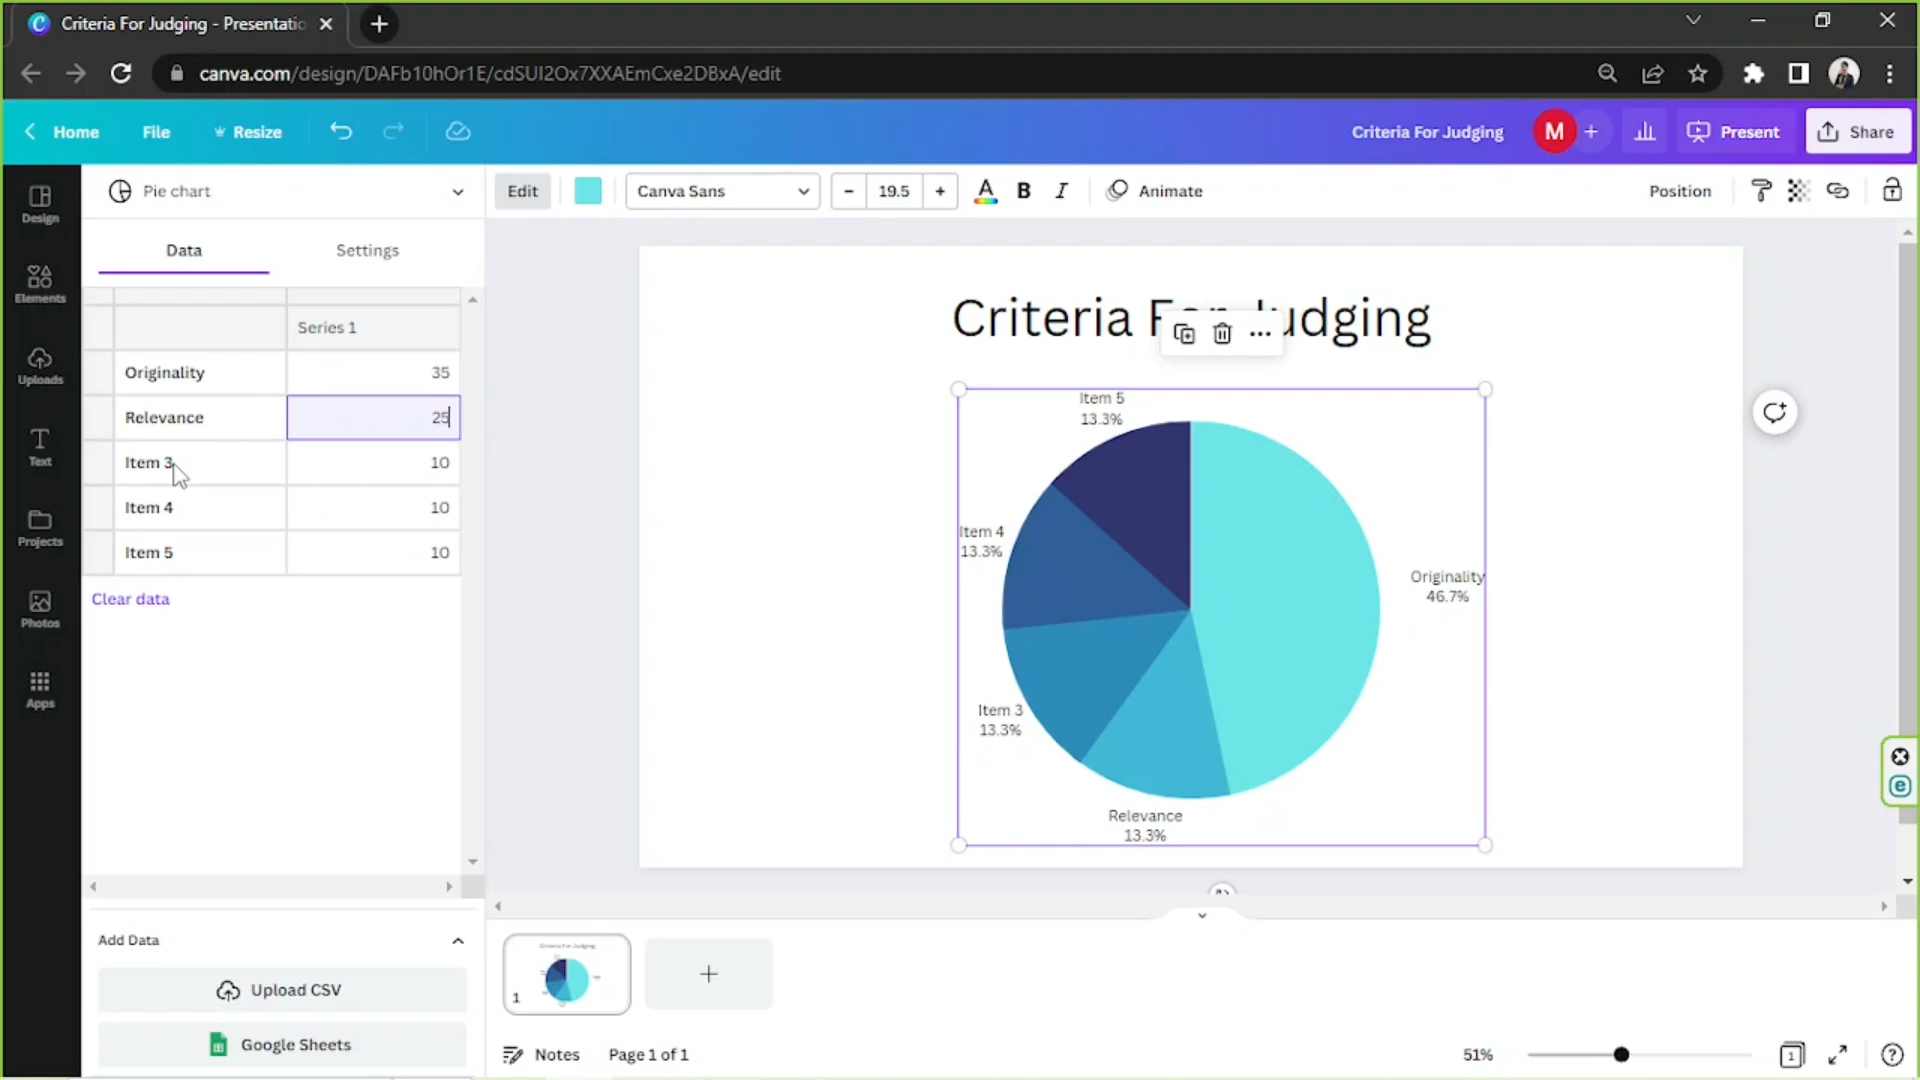 Criteria For Judging - Presentatio
canva.com/design/DAFb10hOr1E/cdSUI2Ox7XXAEmCxe2DBxA/edit
Home
File
Resize
Criteria For Judging
M
Present
Share
Pie chart
Edit
Canva Sans
19.5
B
I
Animate
Position
Design
Elements
Uploads
Text
Projects
Photos
Apps
Data
Settings
Series 1
Originality 35
Relevance 25
Item 3 10
Item 4 10
Item 5 10
Clear data
Add Data
Upload CSV
Google Sheets
Criteria F Judging
Item 5
13.3%
Item 4
13.3%
Originality
46.7%
Item 3
13.3%
Relevance
13.3%
1
Notes
Page 1 of 1
51%
1